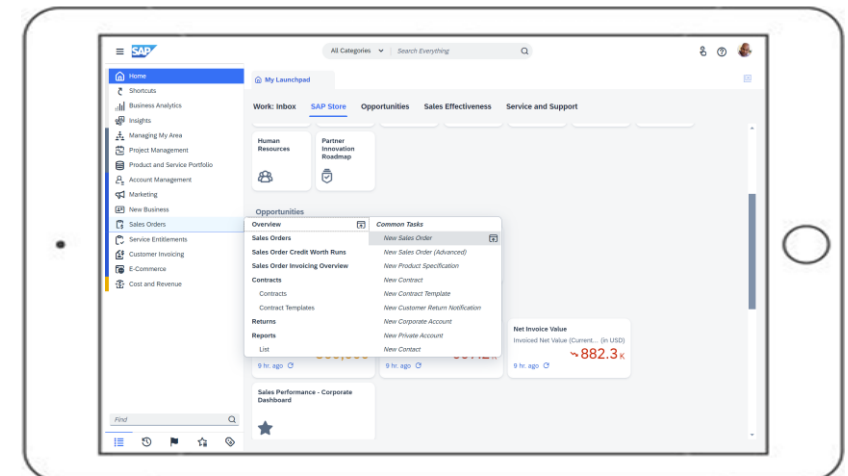 SAP
All Categories
Search Everything
Home
Shortcuts
Business Analytics
Insights
Managing My Area
Project Management
Product and Service Portfolio
Account Management
Marketing
New Business
Sales Orders
Service Entitlements
Customer Invoicing
E-Commerce
Cost and Revenue
Find
My Launchpad
Work: Inbox SAP Store Opportunities Sales Effectiveness Service and Support
Human
Resources
Partner
Innovation
Roadmap
Opportunities
Overview
Sales Orders
Sales Order Credit Worth Runs
Sales Order Invoicing Overview
Contracts
Contracts
Contract Templates
Returns
Reports
List
Common Tasks
New Sales Order
New Sales Order (Advanced)
New Product Specification
New Contract
New Contract Template
New Customer Return Notification
New Corporate Account
New Private Account
New Contact
9 hr. ago
9 hr. ago
Net Invoice Value
Invoiced Net Value (Current... (in USD)
882.3 K
9 hr. ago
Sales Performance - Corporate
Dashboard